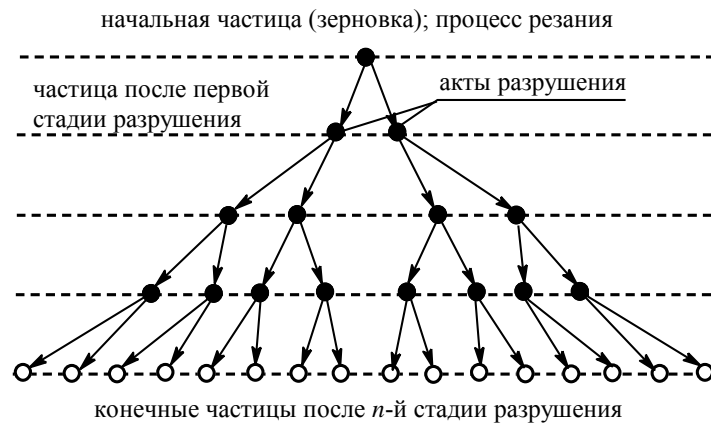 начальная частица (зерновка); процесс резания
частица после первой
стадии разрушения
акты разрушения
конечные частицы после n-й стадии разрушения